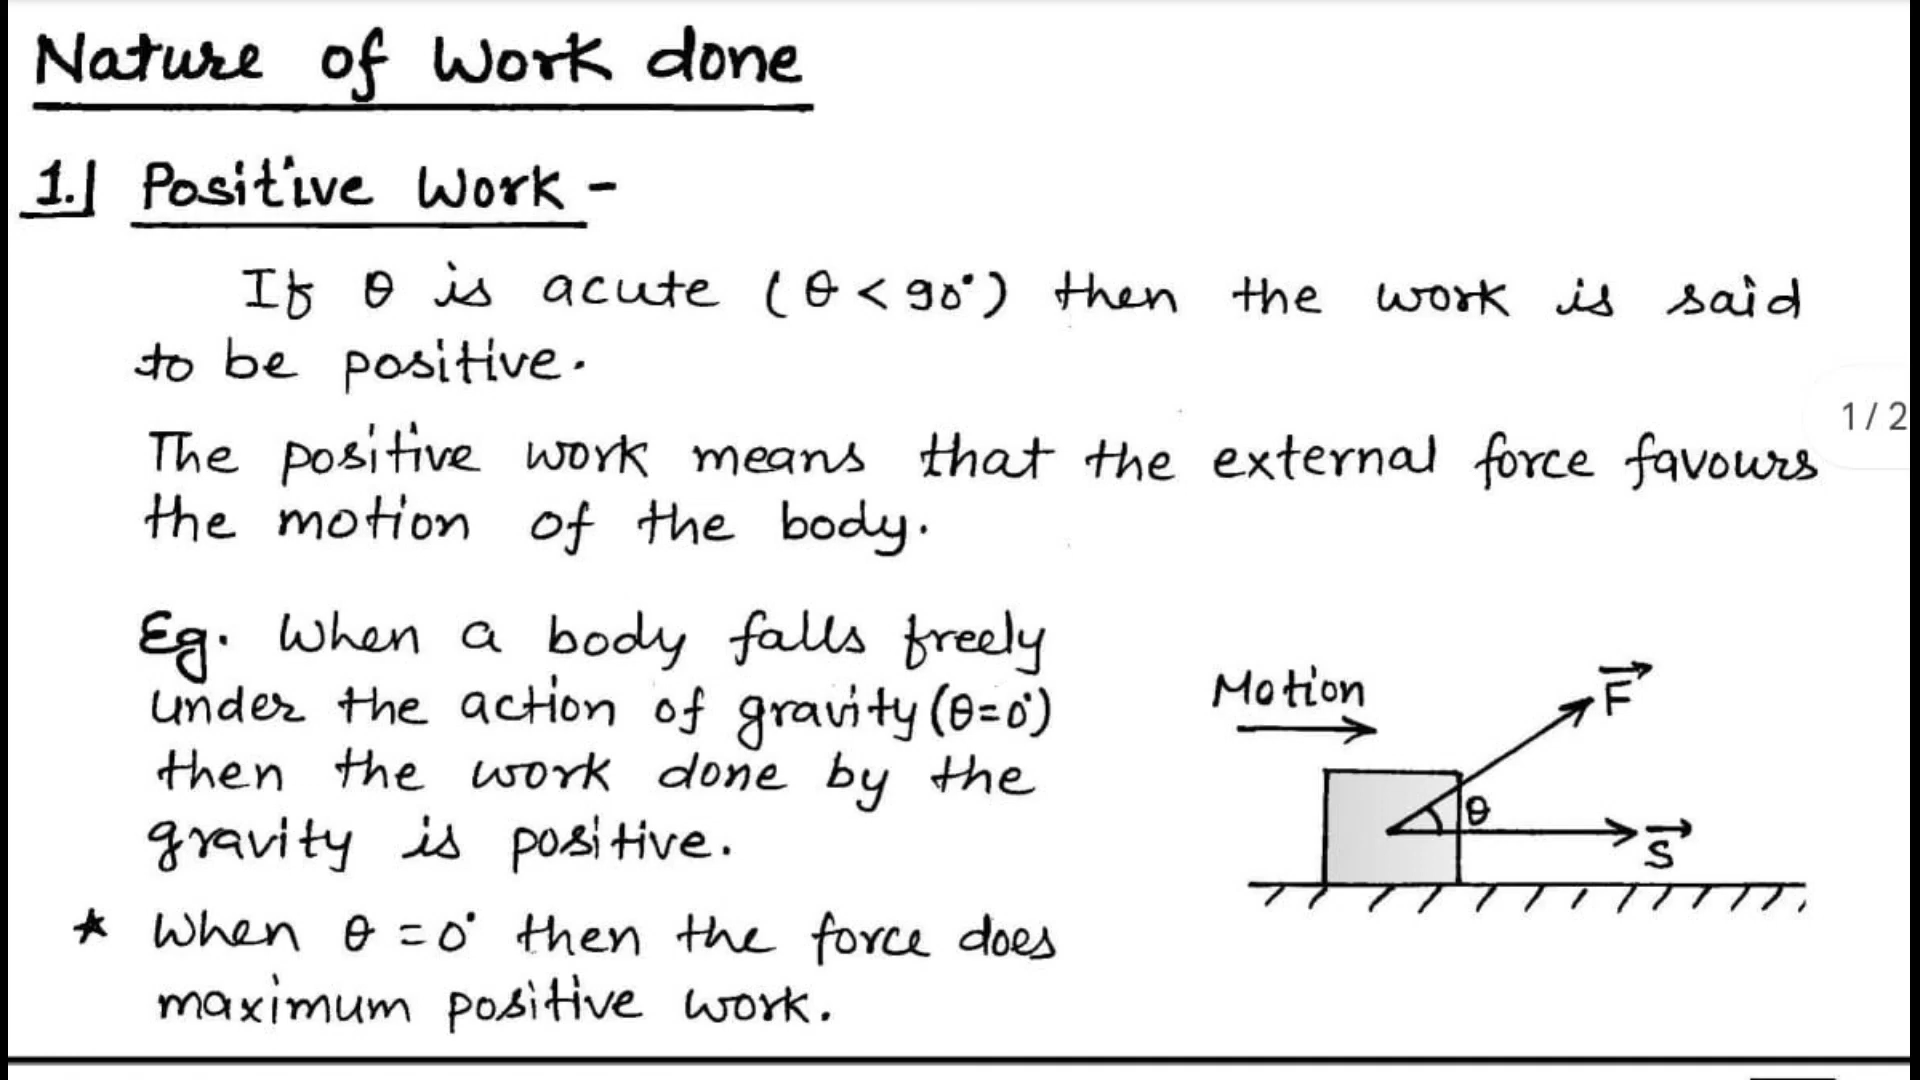 Nature of Work done
1.] Positive Work -
If θ is acute (θ < 90°) then the work is said
to be positive.
The positive work means that the external force favours
the motion of the body.
1 / 2
Eg. When a body falls freely
under the action of gravity (θ=0°)
then the work done by the
gravity is positive.
* When θ = 0° then the force does
maximum positive work.
Motion
F
θ
S